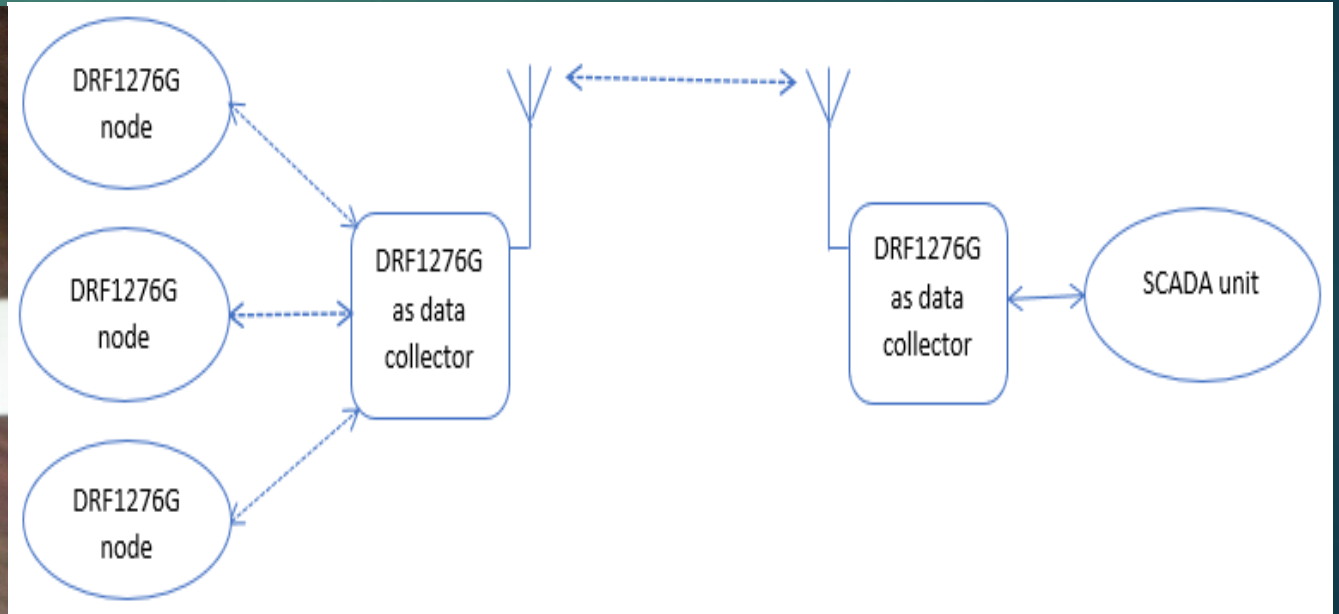 DRF1276G
node
DRF1276G
node
DRF1276G
node
DRF1276G
as data
collector
DRF1276G
as data
collector
SCADA unit